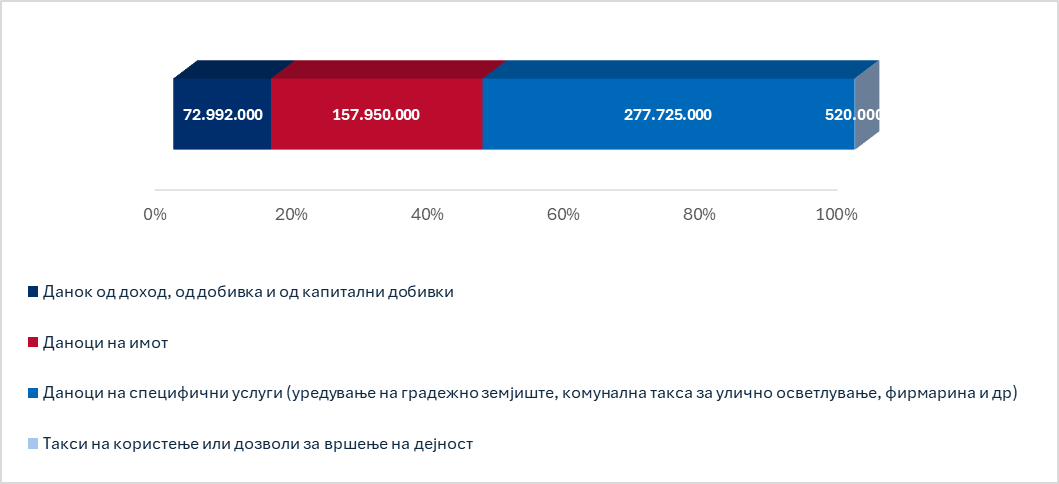 72.992.000 157.950.000 277.725.000 520.000
0% 20% 40% 60% 80% 100%
Данок од доход, од добивка и од капитални добивки
Даноци на имот
Даноци на специфични услуги (уредување на градежно земјиште, комунална такса за улично осветлување, фирмарина и др)
Такси на користење или дозволи за вршење на дејност